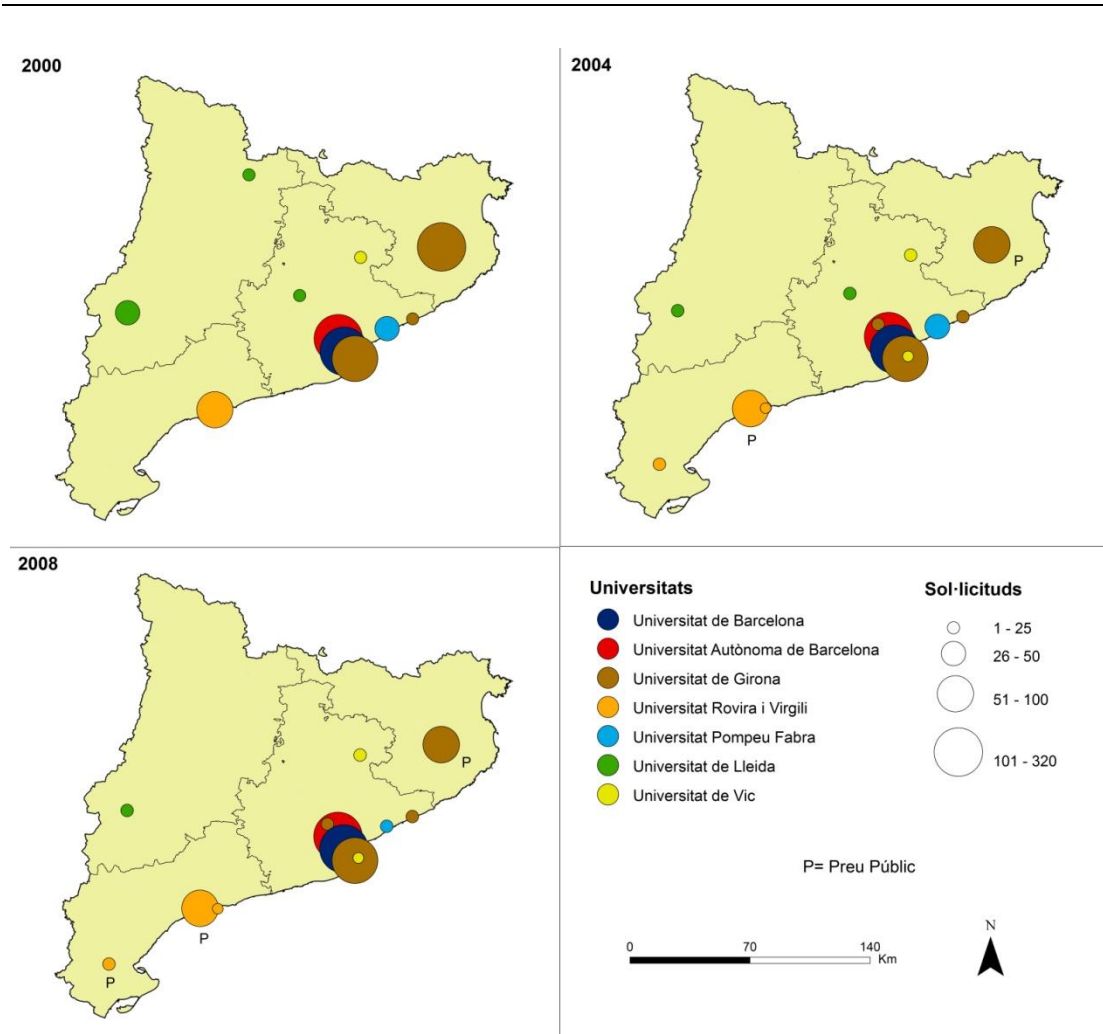 2000
2004
P
P
2008
P
P
P
Universitats
Universitat de Barcelona
Universitat Autònoma de Barcelona
Universitat de Girona
Universitat Rovira i Virgili
Universitat Pompeu Fabra
Universitat de Lleida
Universitat de Vic
Sol·licituds
1 - 25
26 - 50
51 - 100
101 - 320
P= Preu Públic
0 70 140
Km
N